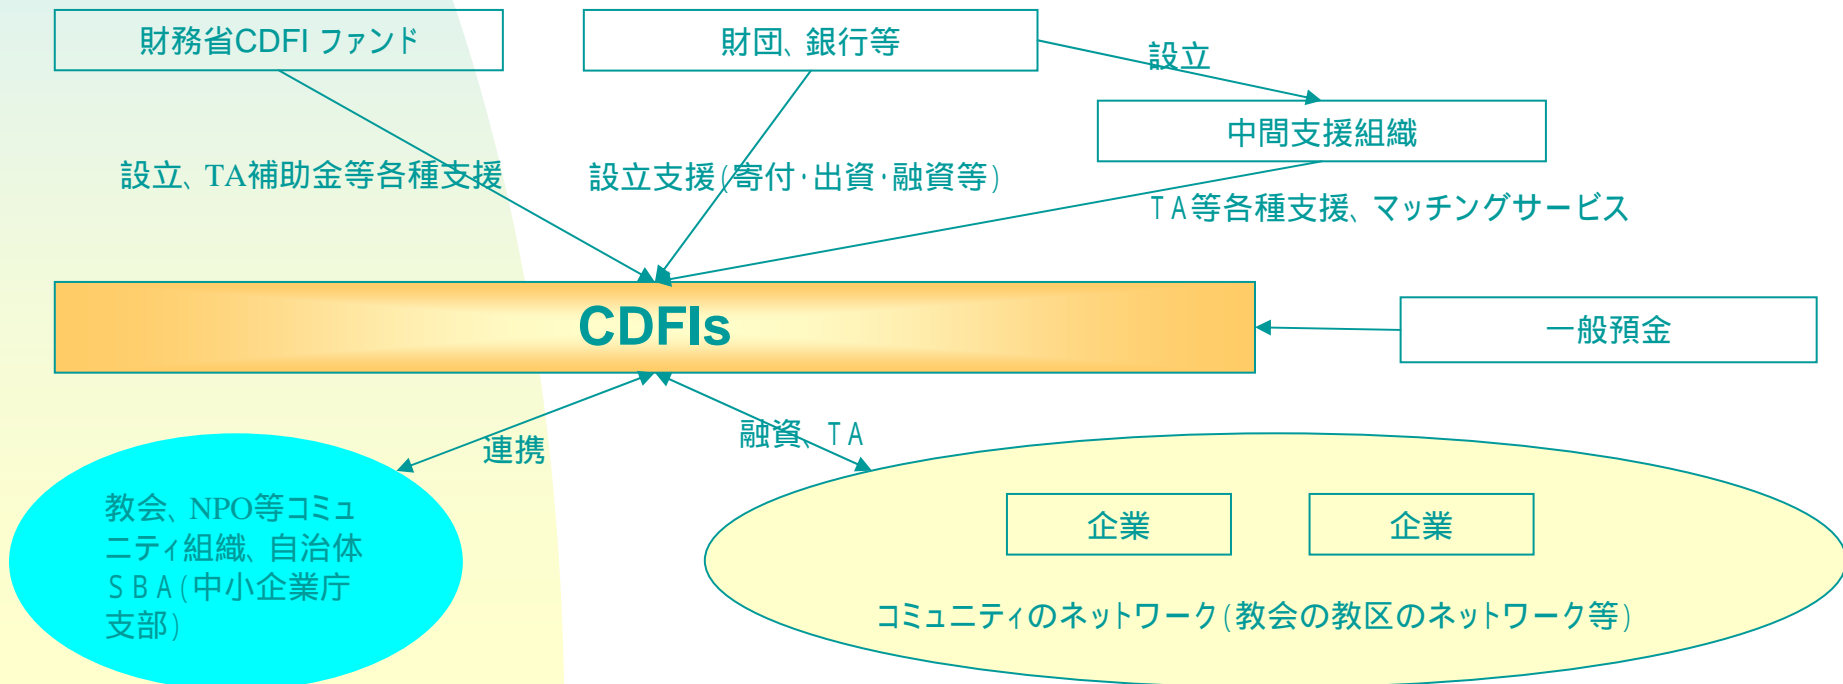 財務省CDFI ファンド
財団、銀行等
設立
中間支援組織
設立、TA補助金等各種支援
設立支援(寄付・出資・融資等)
TA等各種支援、マッチングサービス
CDFIs
一般預金
連携
融資、TA
教会、NPO等コミュ
ニティ組織、自治体
SBA(中小企業庁
支部)
企業
企業
コミュニティのネットワーク(教会の教区のネットワーク等)